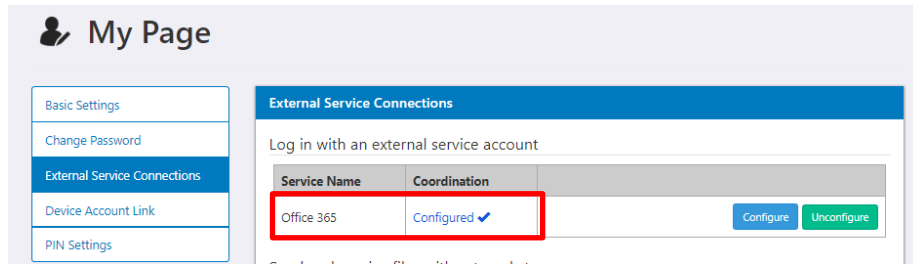 My Page
Basic Settings
Change Password
External Service Connections
Device Account Link
PIN Settings
External Service Connections
Log in with an external service account
Service Name Coordination
Office 365 Configured ✔ Configure Unconfigure